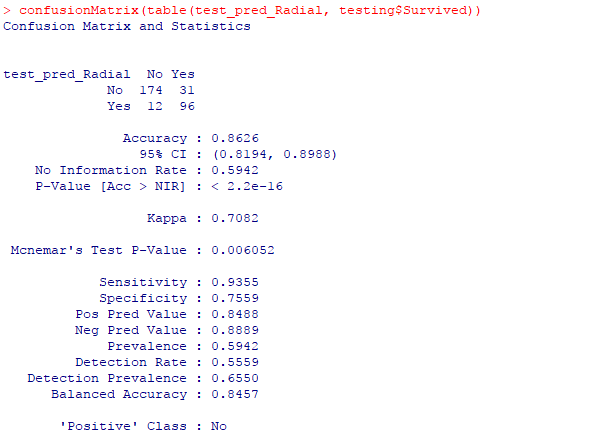 > confusionMatrix(table(test_pred_Radial, testing$Survived))
Confusion Matrix and Statistics
test_pred_Radial  No Yes
             No  174  31
             Yes  12  96
               Accuracy : 0.8626
                 95% CI : (0.8194, 0.8988)
    No Information Rate : 0.5942
    P-Value [Acc > NIR] : < 2.2e-16
                  Kappa : 0.7082
 Mcnemar's Test P-Value : 0.006052
            Sensitivity : 0.9355
            Specificity : 0.7559
         Pos Pred Value : 0.8488
         Neg Pred Value : 0.8889
             Prevalence : 0.5942
         Detection Rate : 0.5559
   Detection Prevalence : 0.6550
      Balanced Accuracy : 0.8457
       'Positive' Class : No